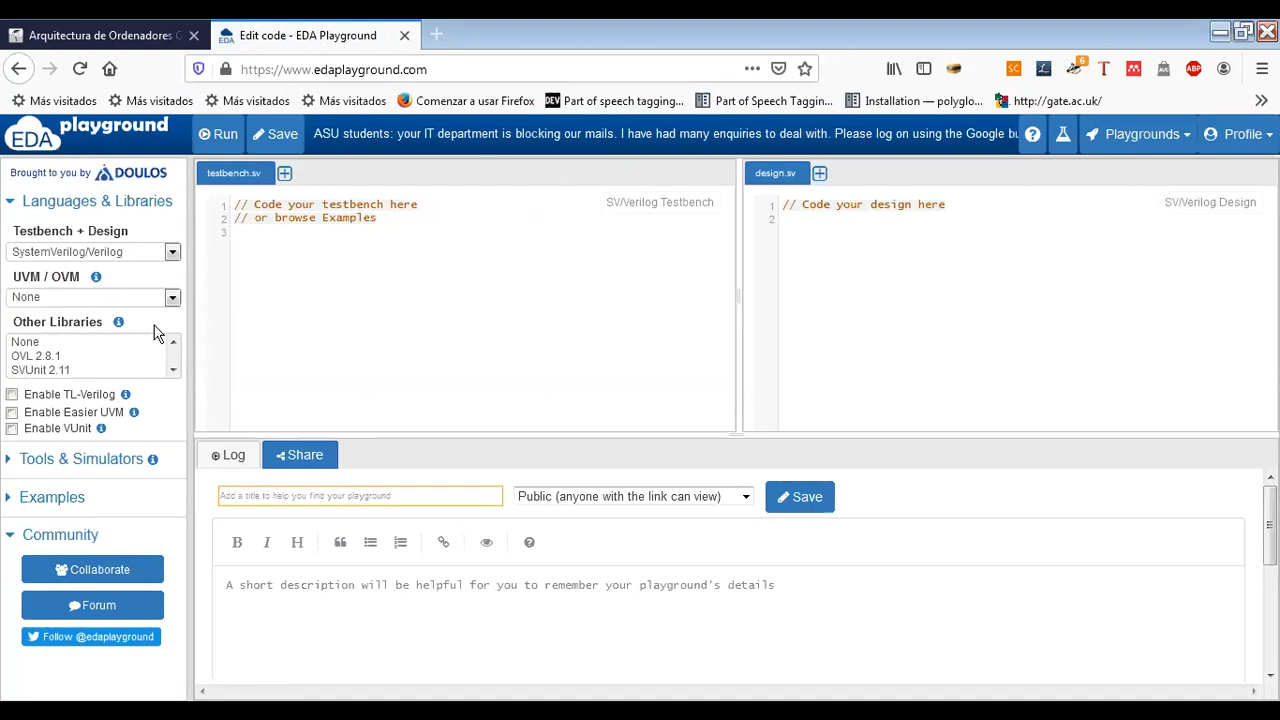 Arquitectura de Ordenadores
Edit code - EDA Playground
https://www.edaplayground.com
6
SC
T
ABP
Más visitados
Más visitados
Más visitados
Más visitados
Comenzar a usar Firefox
DEV Part of speech tagging...
Part of Speech Tagging...
Installation — polyglo...
http://gate.ac.uk/
EDA playground
Run
Save
ASU students: your IT department is blocking our mails. I have had many enquiries to deal with. Please log on using the Google bu
Playgrounds
Profile
Brought to you by DOULOS
Languages & Libraries
Testbench + Design
SystemVerilog/Verilog
UVM / OVM
None
Other Libraries
None
OVL 2.8.1
SVUnit 2.11
Enable TL-Verilog
Enable Easier UVM
Enable VUnit
Tools & Simulators
Examples
Community
Collaborate
Forum
Follow @edaplayground
testbench.sv
SV/Verilog Testbench
1 // Code your testbench here
2 // or browse Examples
3
design.sv
SV/Verilog Design
1 // Code your design here
2
Log
Share
Add a title to help you find your playground
Public (anyone with the link can view)
Save
B I H
A short description will be helpful for you to remember your playground's details